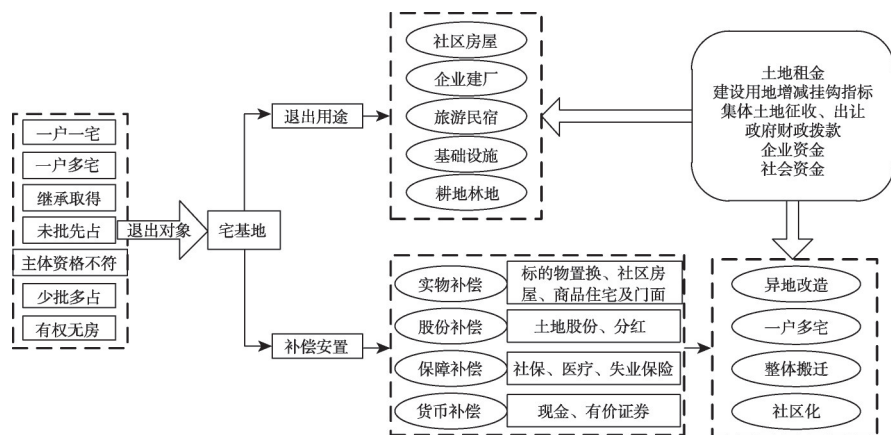 一户一宅
一户多宅
继承取得
未批先占
主体资格不符
少批多占
有权无房
退出对象
宅基地
退出用途
补偿安置
社区房屋
企业建厂
旅游民宿
基础设施
耕地林地
土地租金
建设用地增减挂钩指标
集体土地征收、出让
政府财政拨款
企业资金
社会资金
实物补偿
标的物置换、社区房
屋、商品住宅及门面
股份补偿
土地股份、分红
保障补偿
社保、医疗、失业保险
货币补偿
现金、有价证券
异地改造
一户多宅
整体搬迁
社区化